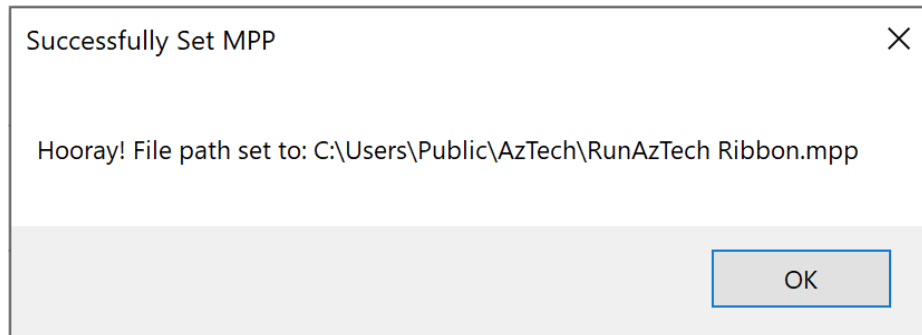 Successfully Set MPP
Hooray! File path set to: C:\Users\Public\AzTech\RunAzTech Ribbon.mpp
OK